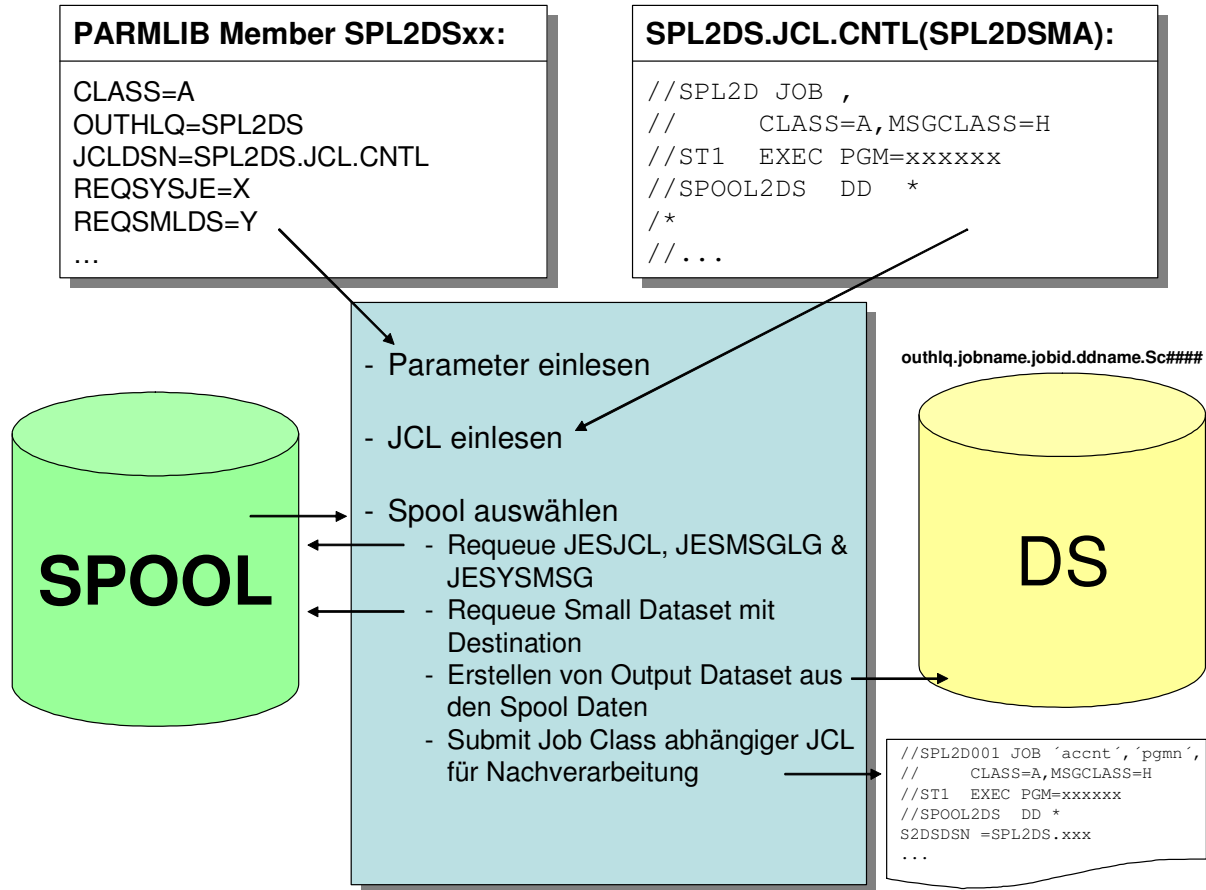 PARMLIB Member SPL2DSxx:
CLASS=A
OUTHLQ=SPL2DS
JCLDSN=SPL2DS.JCL.CNTL
REQSYSJE=X
REQSMLDS=Y
...
SPL2DS.JCL.CNTL(SPL2DSMA):
//SPL2D JOB ,
//      CLASS=A,MSGCLASS=H
//ST1  EXEC PGM=xxxxxx
//SPOOL2DS  DD  *
/*
//...
- Parameter einlesen
- JCL einlesen
- Spool auswählen
- Requeue JESJCL, JESMSGLG &
JESYSMSG
- Requeue Small Dataset mit
Destination
- Erstellen von Output Dataset aus
den Spool Daten
- Submit Job Class abhängiger JCL
für Nachverarbeitung
SPOOL
outhlq.jobname.jobid.ddname.Sc####
DS
//SPL2D001 JOB ´accnt´,´pgmn´,
//     CLASS=A,MSGCLASS=H
//ST1  EXEC PGM=xxxxxx
//SPOOL2DS  DD *
S2DSDSN =SPL2DS.xxx
...